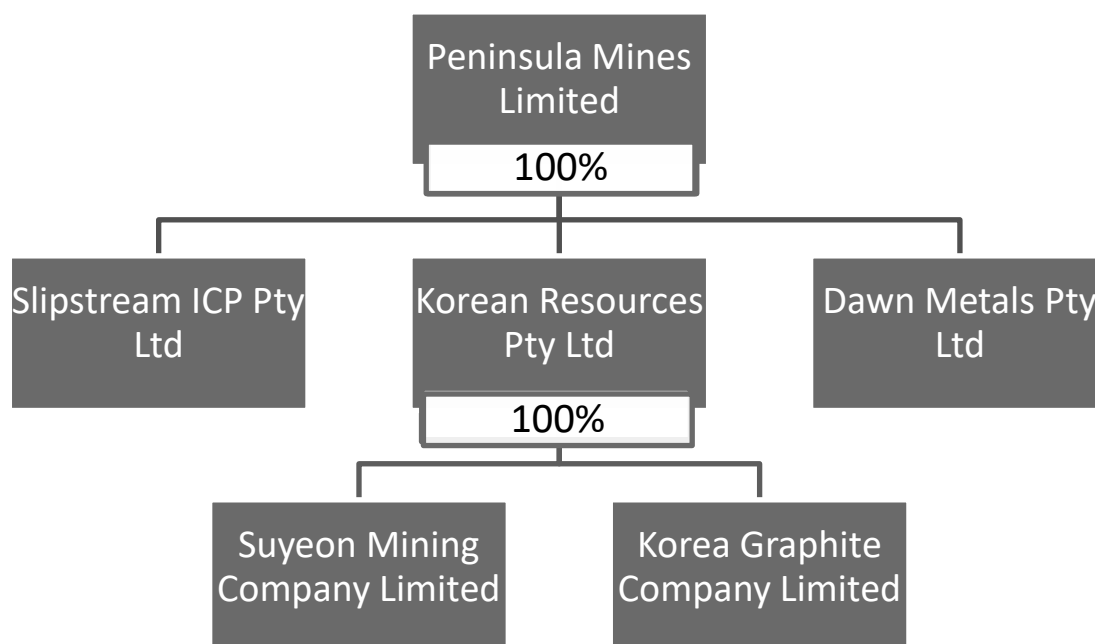 Peninsula Mines
Limited
100%
Slipstream ICP Pty
Ltd
Korean Resources
Pty Ltd
Dawn Metals Pty
Ltd
100%
Suyeon Mining
Company Limited
Korea Graphite
Company Limited